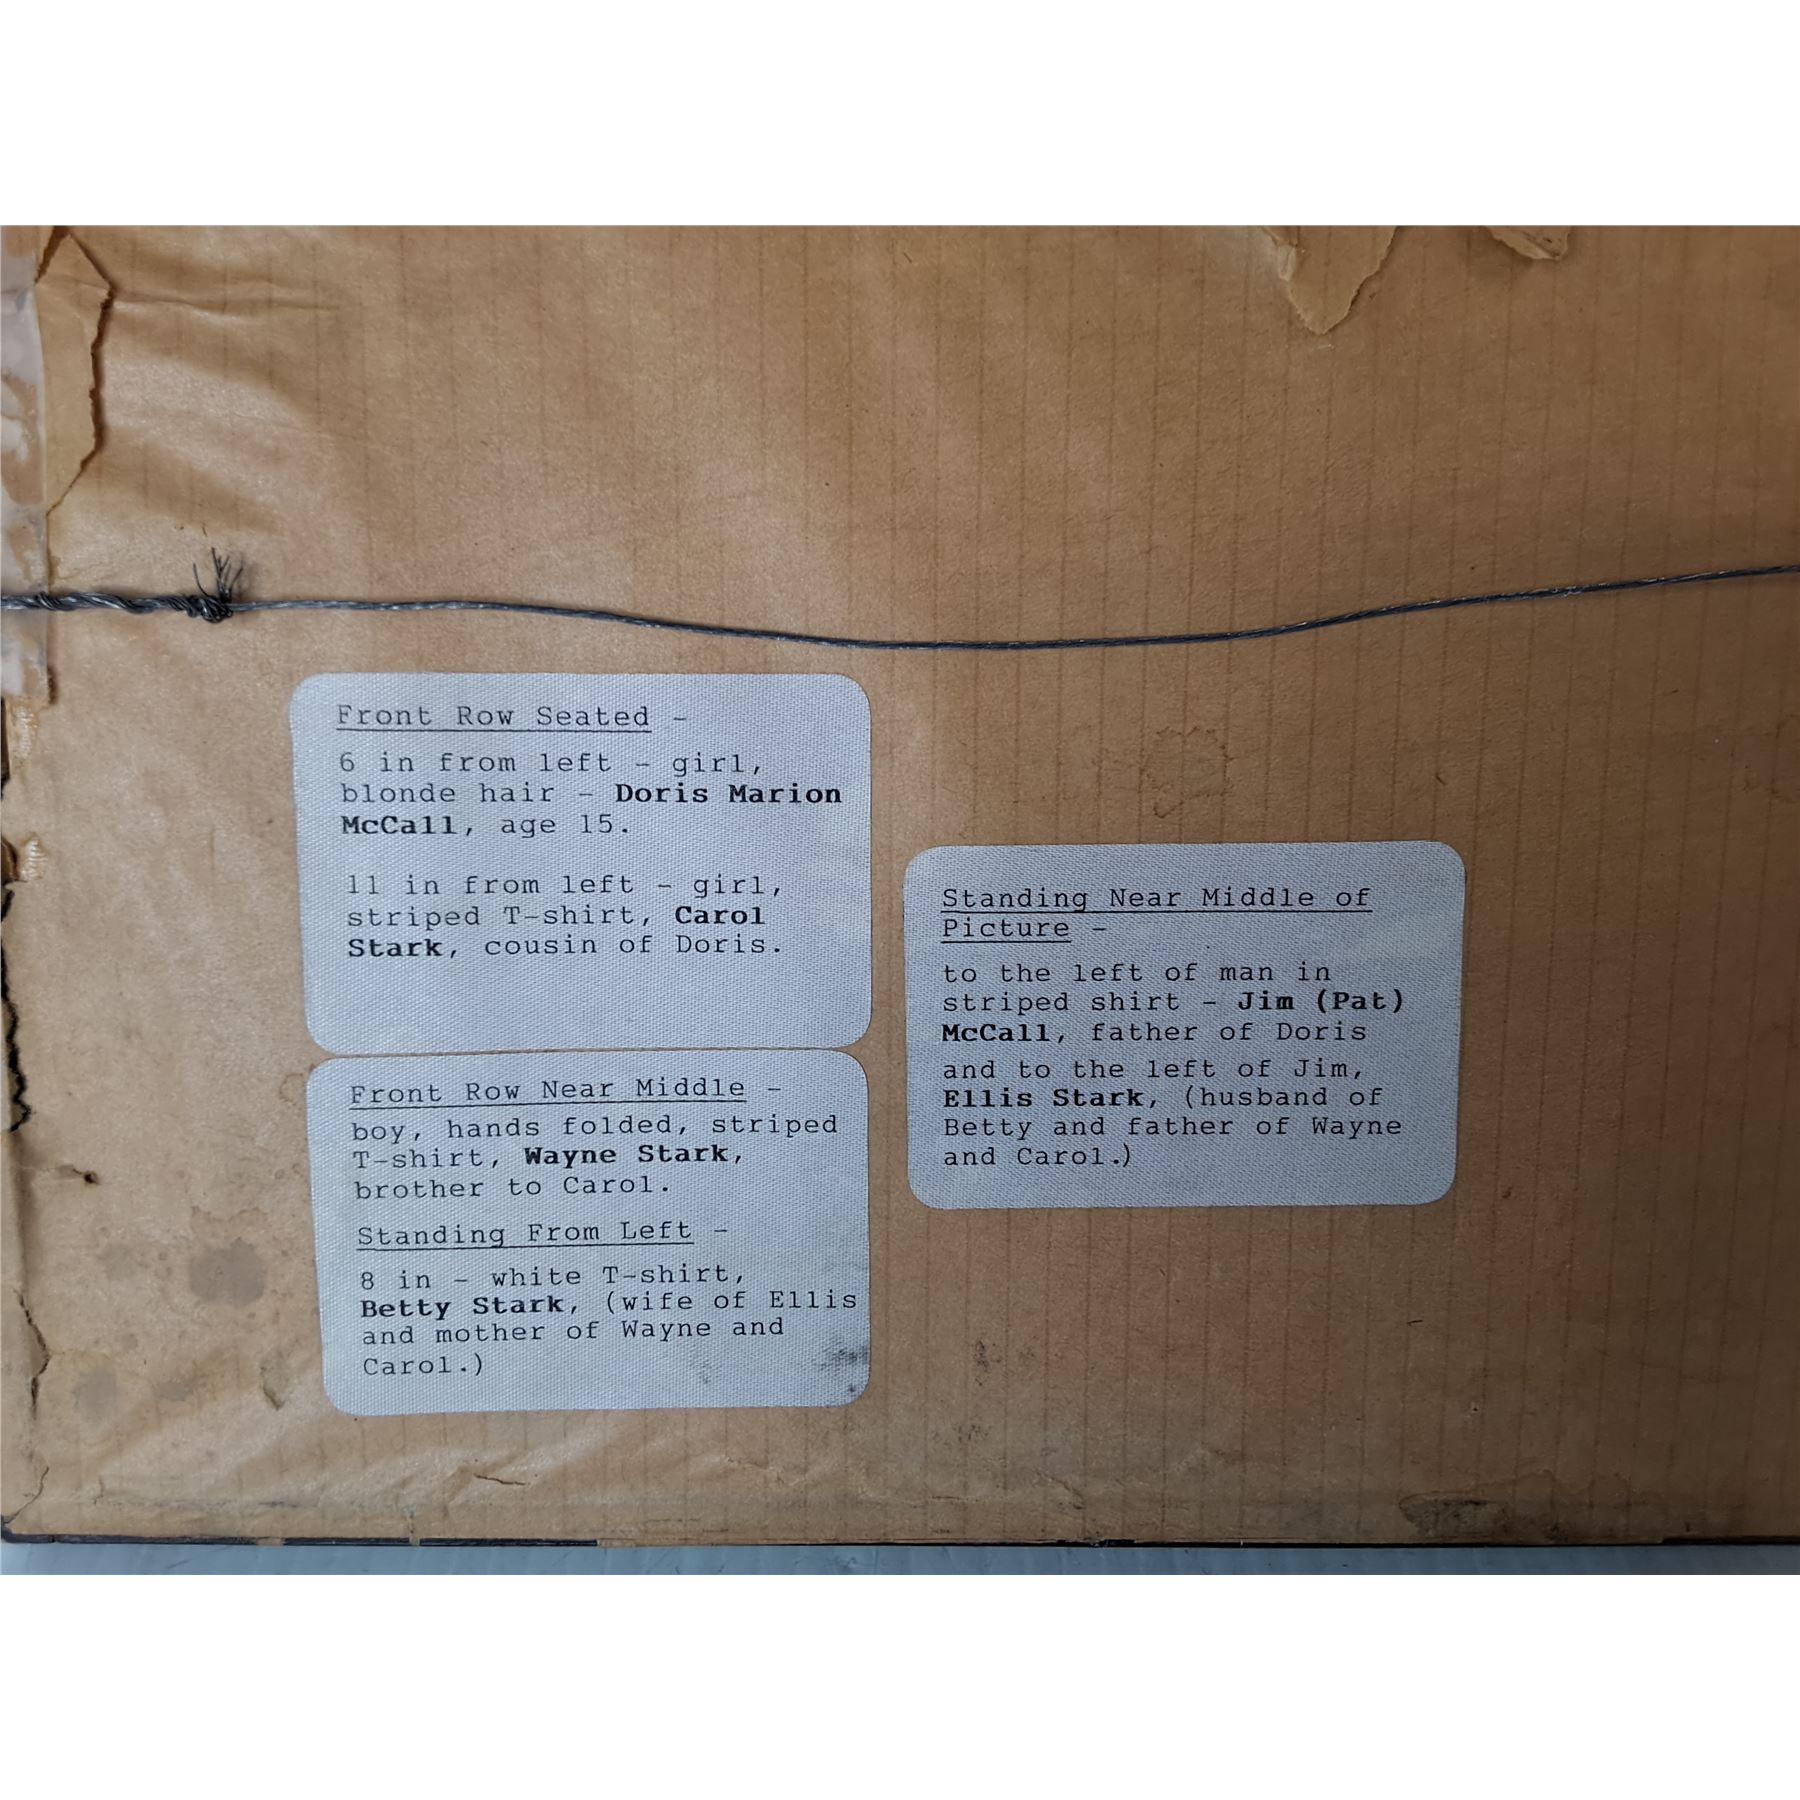 Front Row Seated -
6 in from left - girl,
blonde hair - Doris Marion
McCall, age 15.
11 in from left - girl,
striped T-shirt, Carol
Stark, cousin of Doris.
Front Row Near Middle -
boy, hands folded, striped
T-shirt, Wayne Stark,
brother to Carol.
Standing From Left -
8 in - white T-shirt,
Betty Stark, (wife of Ellis
and mother of Wayne and
Carol.)
Standing Near Middle of
Picture -
to the left of man in
striped shirt - Jim (Pat)
McCall, father of Doris
and to the left of Jim,
Ellis Stark, (husband of
Betty and father of Wayne
and Carol.)